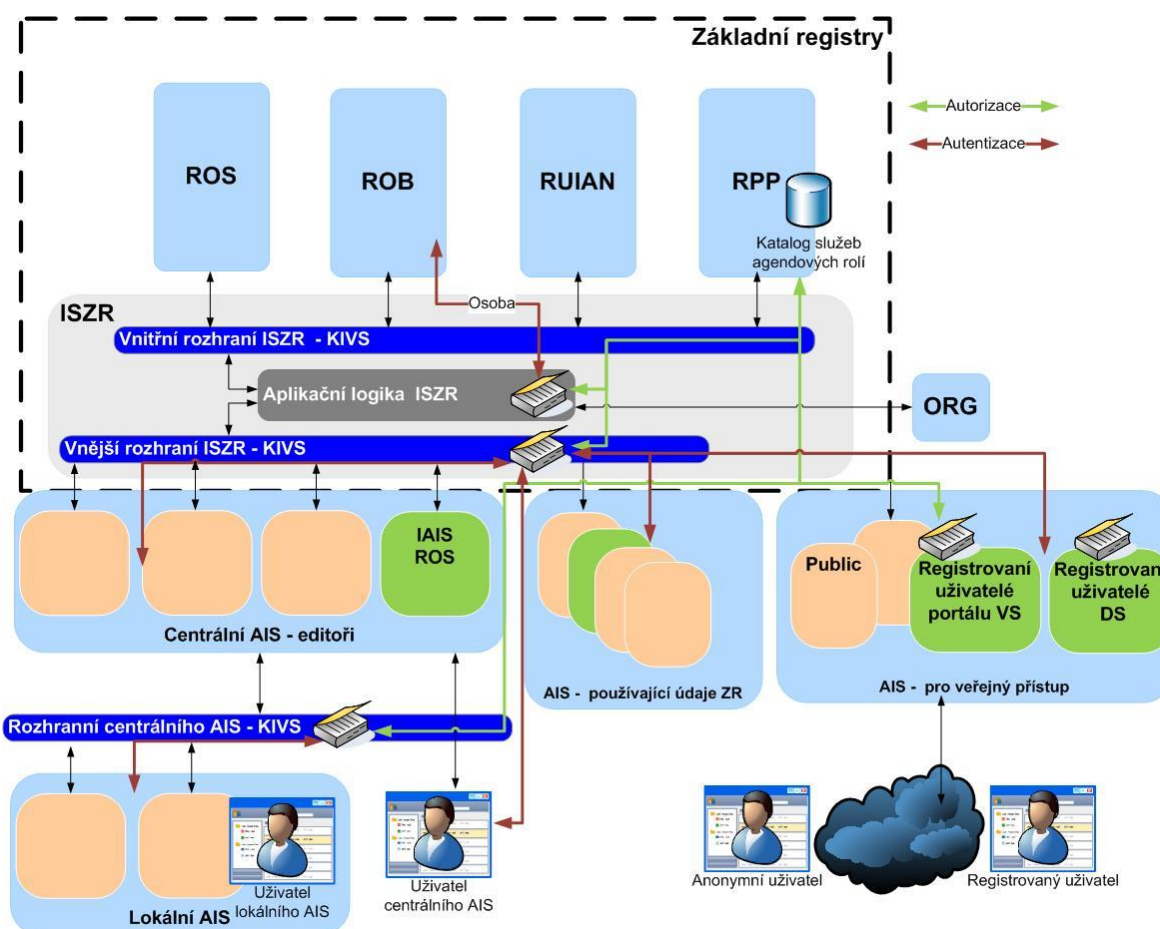 Základní registry
Autorizace
Autentizace
ROS
ROB
RUIAN
RPP
Katalog služeb
agendových rolí
Osoba
ISZR
Vnitřní rozhraní ISZR - KIVS
Aplikační logika ISZR
ORG
Vnější rozhraní ISZR - KIVS
IAIS
ROS
Centrální AIS - editoři
AIS - používající údaje ZR
Public
Registrovaní
uživatelé
portálu VS
Registrovan
uživatelé
DS
AIS - pro veřejný přístup
Rozhranní centrálního AIS - KIVS
Uživatel
lokálního AIS
Lokální AIS
Uživatel
centrálního AIS
Anonymní uživatel
Registrovaný uživatel